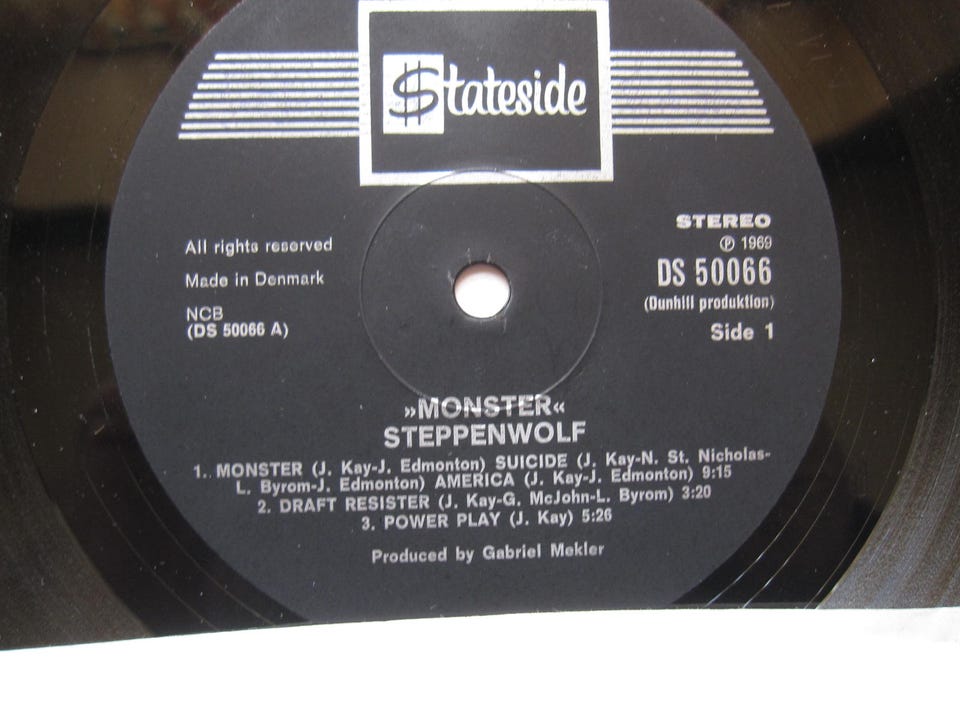 $tateside
All rights reserved
Made in Denmark
NCB
(DS 50066 A)
STEREO
℗ 1969
DS 50066
(Dunhill produktion)
Side 1
»MONSTER«
STEPPENWOLF
1. MONSTER (J. Kay-J. Edmonton) SUICIDE (J. Kay-N. St. Nicholas-
L. Byrom-J. Edmonton) AMERICA (J. Kay-J. Edmonton) 9:15
2. DRAFT RESISTER (J. Kay-G. McJohn-L. Byrom) 3:20
3. POWER PLAY (J. Kay) 5:26
Produced by Gabriel Mekler